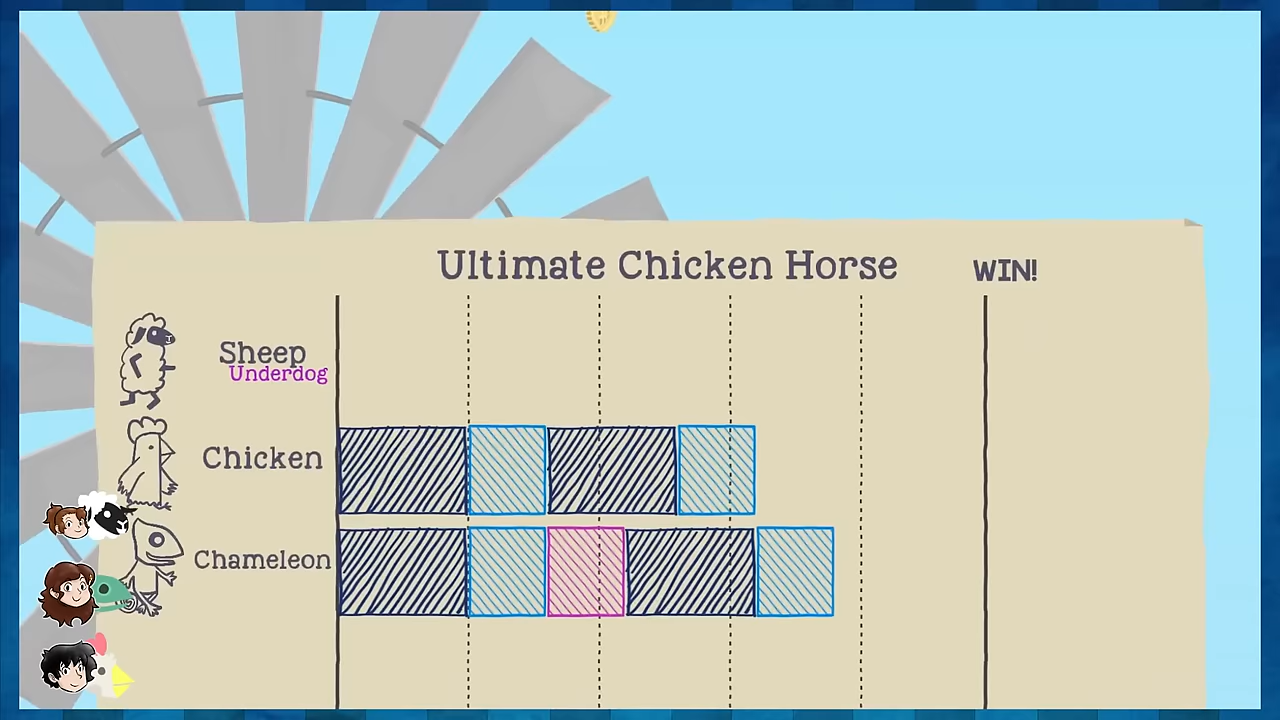 Ultimate Chicken Horse
WIN!
Sheep
Underdog
Chicken
Chameleon